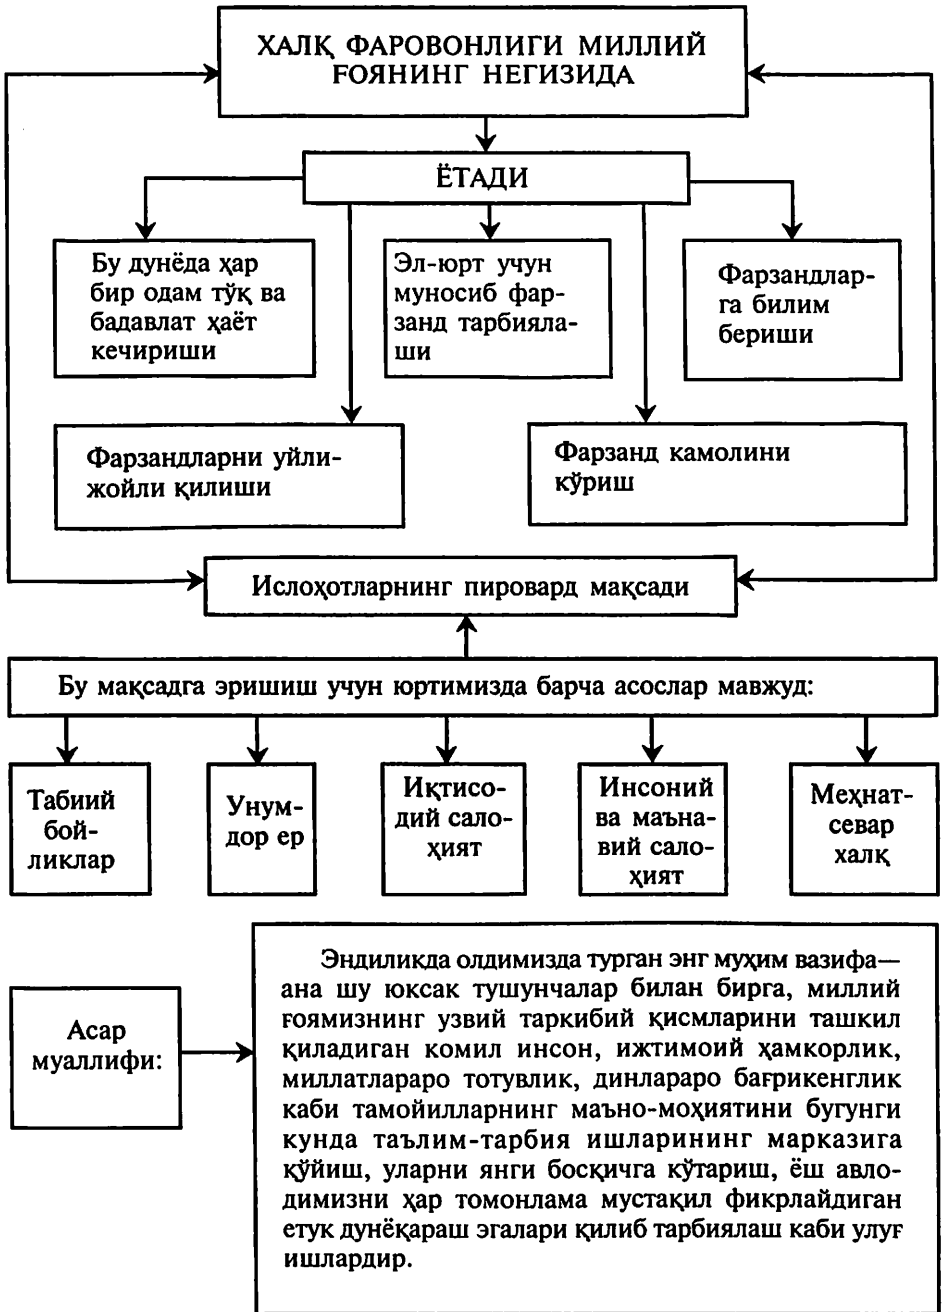 ХАЛҚ ФАРОВОНЛИГИ МИЛЛИЙ
ҒОЯНИНГ НЕГИЗИДА
ЁТАДИ
Бу дунёда ҳар
бир одам тўқ ва
бадавлат ҳаёт
кечириши
Эл-юрт учун
муносиб фар-
занд тарбияла-
ши
Фарзандлар-
га билим
бериши
Фарзандларни уйли-
жойли қилиши
Фарзанд камолини
кўриш
Ислоҳотларнинг пировард мақсади
Бу мақсадга эришиш учун юртимизда барча асослар мавжуд:
Табиий
бой-
ликлар
Унум-
дор ер
Иқтисо-
дий сало-
ҳият
Инсоний
ва маъна-
вий сало-
ҳият
Меҳнат-
севар
халқ
Асар
муаллифи:
Эндиликда олдимизда турган энг муҳим вазифа—
ана шу юксак тушунчалар билан бирга, миллий
ғоямизнинг узвий таркибий қисмларини ташкил
қиладиган комил инсон, ижтимоий ҳамкорлик,
миллатлараро тотувлик, динлараро бағрикенглик
каби тамойилларнинг маъно-моҳиятини бугунги
кунда таълим-тарбия ишларининг марказига
қўйиш, уларни янги босқичга кўтариш, ёш авло-
димизни ҳар томонлама мустақил фикрлайдиган
етук дунёқараш эгалари қилиб тарбиялаш каби улуғ
ишлардир.